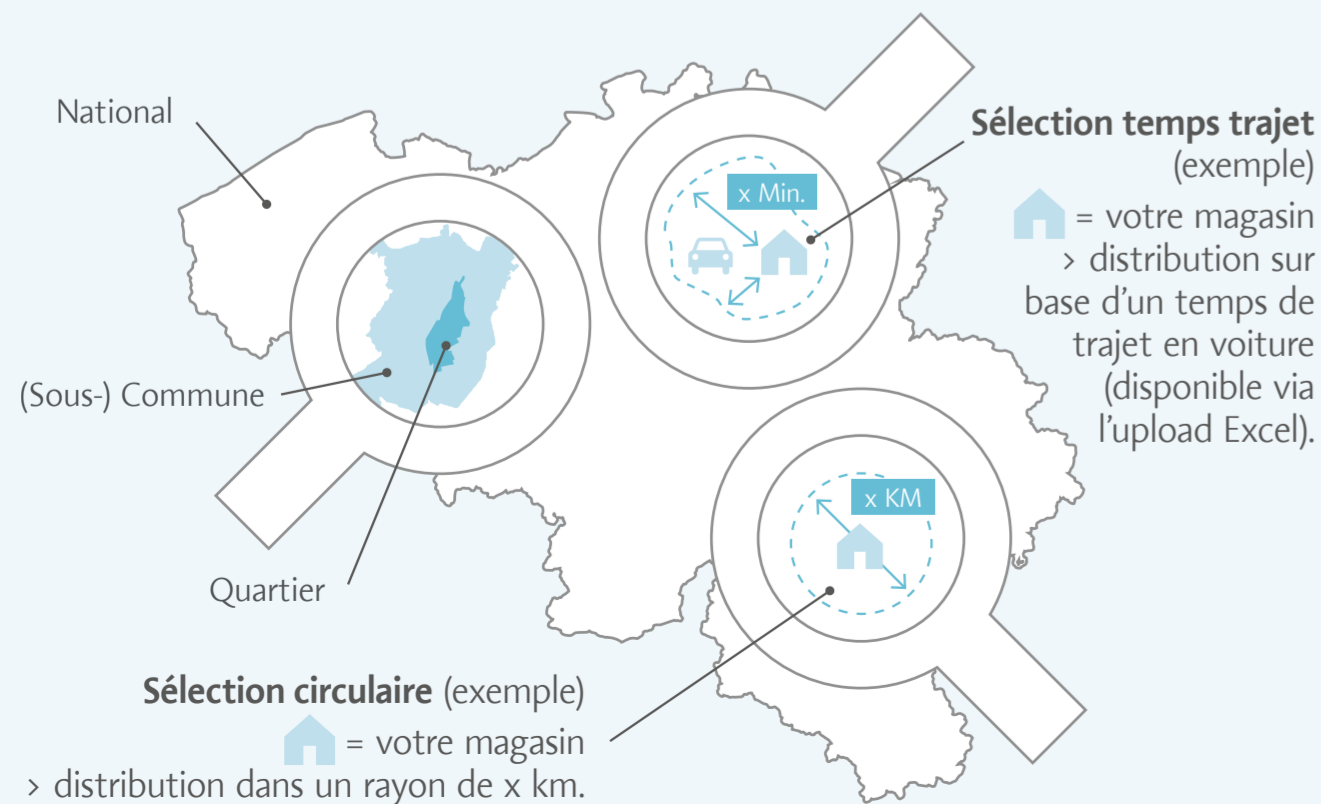 National
(Sous-) Commune
Quartier
x Min.
Sélection temps trajet
(exemple)
= votre magasin
> distribution sur
base d'un temps de
trajet en voiture
(disponible via
l'upload Excel).
x KM
Sélection circulaire (exemple)
= votre magasin
> distribution dans un rayon de x km.